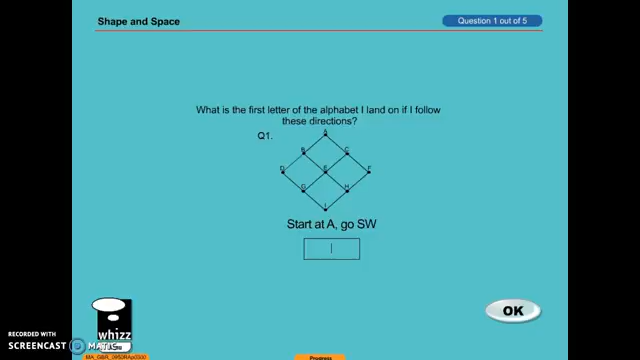 Shape and Space
Question 1 out of 5
What is the first letter of the alphabet I land on if I follow
these directions?
Q1.
A
B
C
D
E
F
G
H
I
Start at A, go SW
OK
whizz
RECORDED WITH
SCREENCAST MATIC
Progress